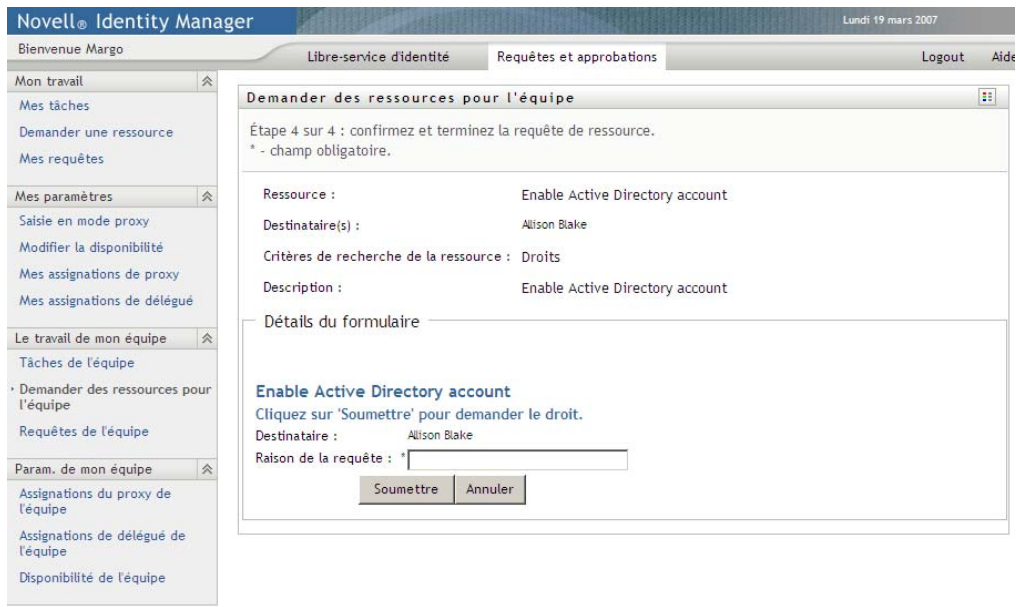 Novell® Identity Manager
Lundi 19 mars 2007
Bienvenue Margo
Libre-service d'identité
Requêtes et approbations
Logout
Aide
Mon travail
Mes tâches
Demander une ressource
Mes requêtes
Mes paramètres
Saisie en mode proxy
Modifier la disponibilité
Mes assignations de proxy
Mes assignations de délégué
Le travail de mon équipe
Tâches de l'équipe
Demander des ressources pour
l'équipe
Requêtes de l'équipe
Param. de mon équipe
Assignations du proxy de
l'équipe
Assignations de délégué de
l'équipe
Disponibilité de l'équipe
Demander des ressources pour l'équipe
Étape 4 sur 4 : confirmez et terminez la requête de ressource.
* - champ obligatoire.
Ressource : Enable Active Directory account
Destinataire(s) : Allison Blake
Critères de recherche de la ressource : Droits
Description : Enable Active Directory account
Détails du formulaire
Enable Active Directory account
Cliquez sur 'Soumettre' pour demander le droit.
Destinataire : Allison Blake
Raison de la requête : *
Soumettre
Annuler